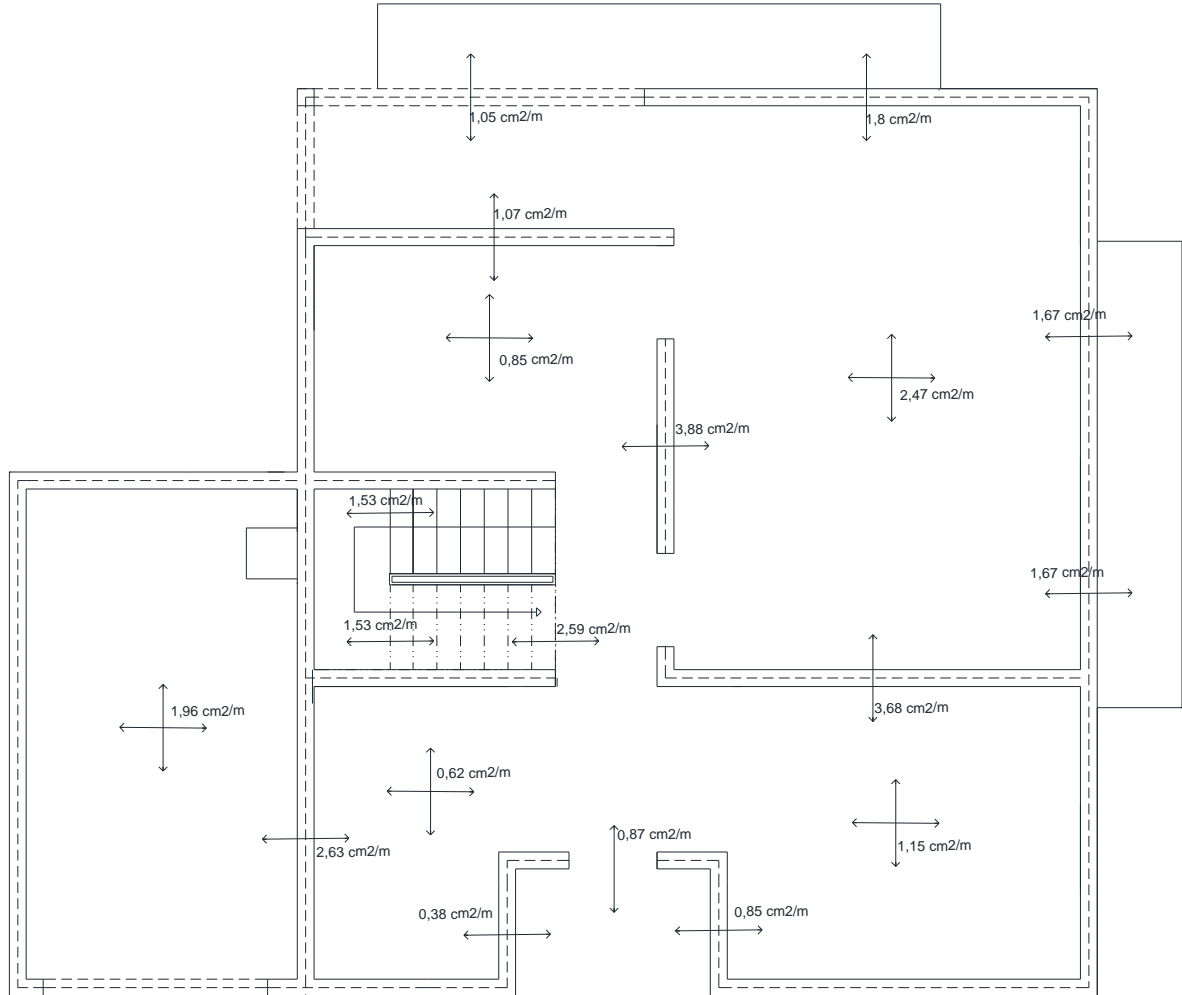 1,05 cm2/m
1,8 cm2/m
1,07 cm2/m
1,67 cm2/m
0,85 cm2/m
2,47 cm2/m
3,88 cm2/m
1,53 cm2/m
1,67 cm2/m
1,53 cm2/m
2,59 cm2/m
1,96 cm2/m
3,68 cm2/m
0,62 cm2/m
0,87 cm2/m
2,63 cm2/m
1,15 cm2/m
0,38 cm2/m
0,85 cm2/m